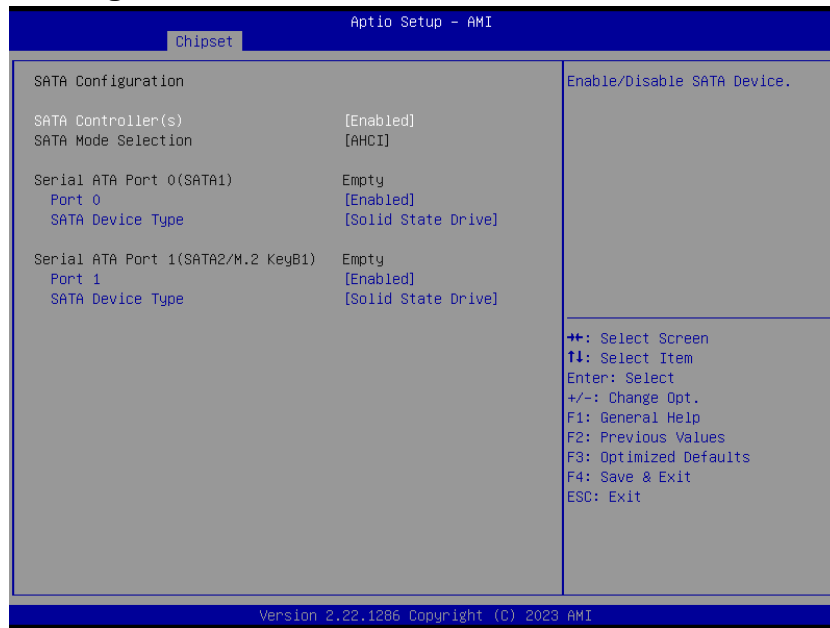 Aptio Setup – AMI
Chipset
SATA Configuration
SATA Controller(s) [Enabled]
SATA Mode Selection [AHCI]
Serial ATA Port 0(SATA1) Empty
Port 0 [Enabled]
SATA Device Type [Solid State Drive]
Serial ATA Port 1(SATA2/M.2 KeyB1) Empty
Port 1 [Enabled]
SATA Device Type [Solid State Drive]
Enable/Disable SATA Device.
→←: Select Screen
↑↓: Select Item
Enter: Select
+/-: Change Opt.
F1: General Help
F2: Previous Values
F3: Optimized Defaults
F4: Save & Exit
ESC: Exit
Version 2.22.1286 Copyright (C) 2023 AMI